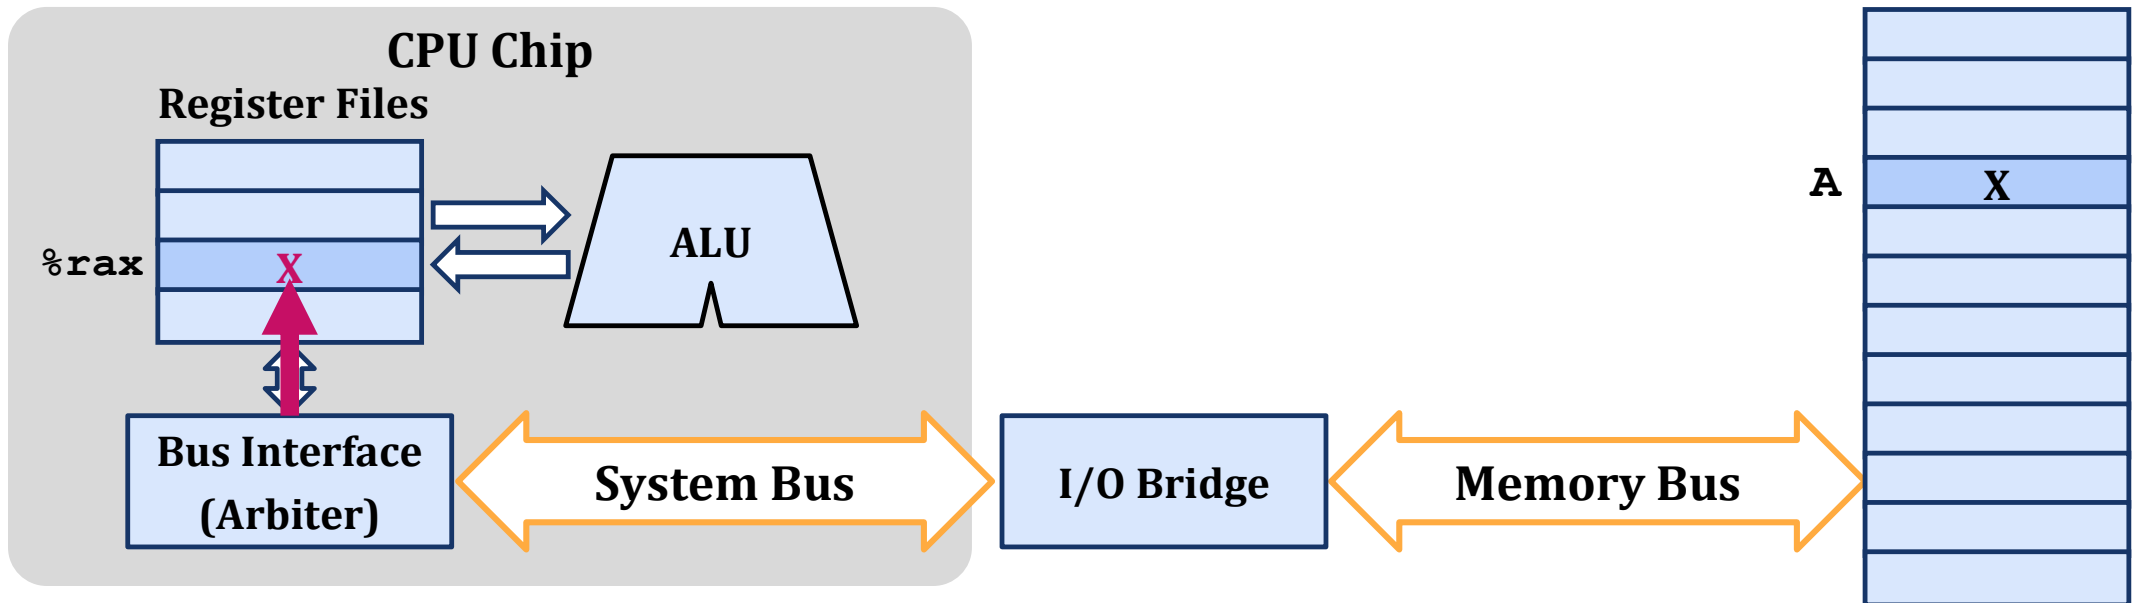 CPU Chip
Register Files
A
X
ALU
%rax
X
Bus Interface
(Arbiter)
System Bus
I/O Bridge
Memory Bus